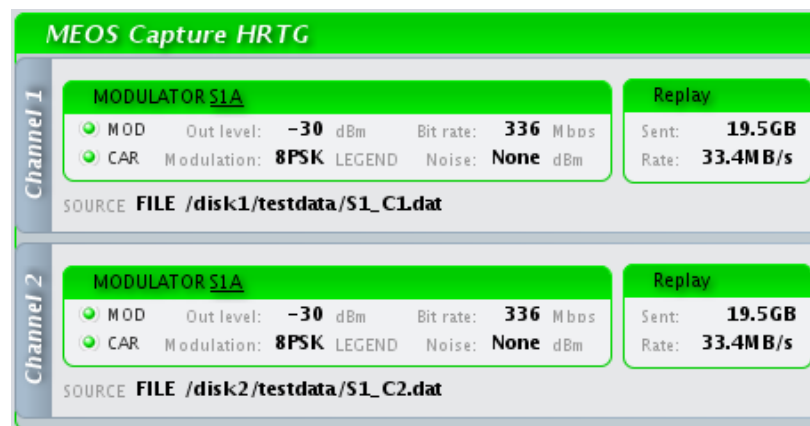 MEOS Capture HRTG
Channel 1
MODULATOR S1A
MOD Out level: -30 dBm Bit rate: 336 Mbps
CAR Modulation: 8PSK LEGEND Noise: None dBm
Replay
Sent: 19.5GB
Rate: 33.4MB/s
SOURCE FILE /disk1/testdata/S1_C1.dat
Channel 2
MODULATOR S1A
MOD Out level: -30 dBm Bit rate: 336 Mbps
CAR Modulation: 8PSK LEGEND Noise: None dBm
Replay
Sent: 19.5GB
Rate: 33.4MB/s
SOURCE FILE /disk2/testdata/S1_C2.dat